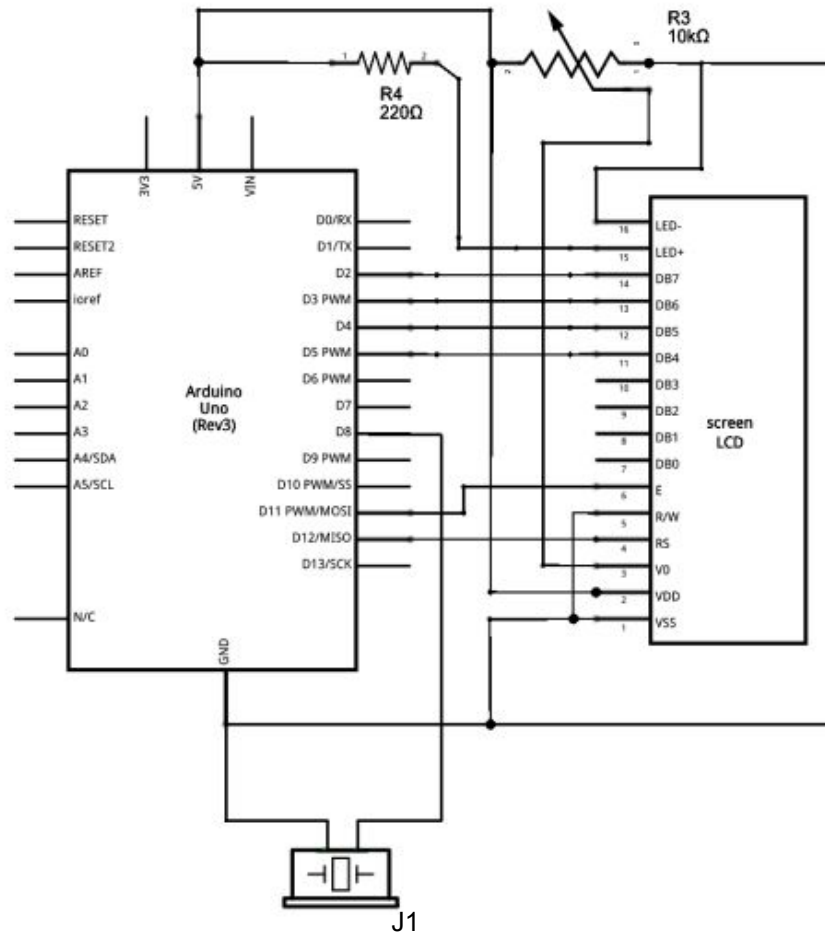 R3
10kΩ
1
2
2
3
1
R4
220Ω
3V3
5V
VIN
RESET
RESET2
AREF
ioref
A0
A1
A2
A3
A4/SDA
A5/SCL
N/C
D0/RX
D1/TX
D2
D3 PWM
D4
D5 PWM
D6 PWM
D7
D8
D9 PWM
D10 PWM/SS
D11 PWM/MOSI
D12/MISO
D13/SCK
Arduino
Uno
(Rev3)
GND
16
LED-
15
LED+
14
DB7
13
DB6
12
DB5
11
DB4
10
DB3
9
DB2
8
DB1
7
DB0
6
E
5
R/W
4
RS
3
V0
2
VDD
1
VSS
screen
LCD
J1